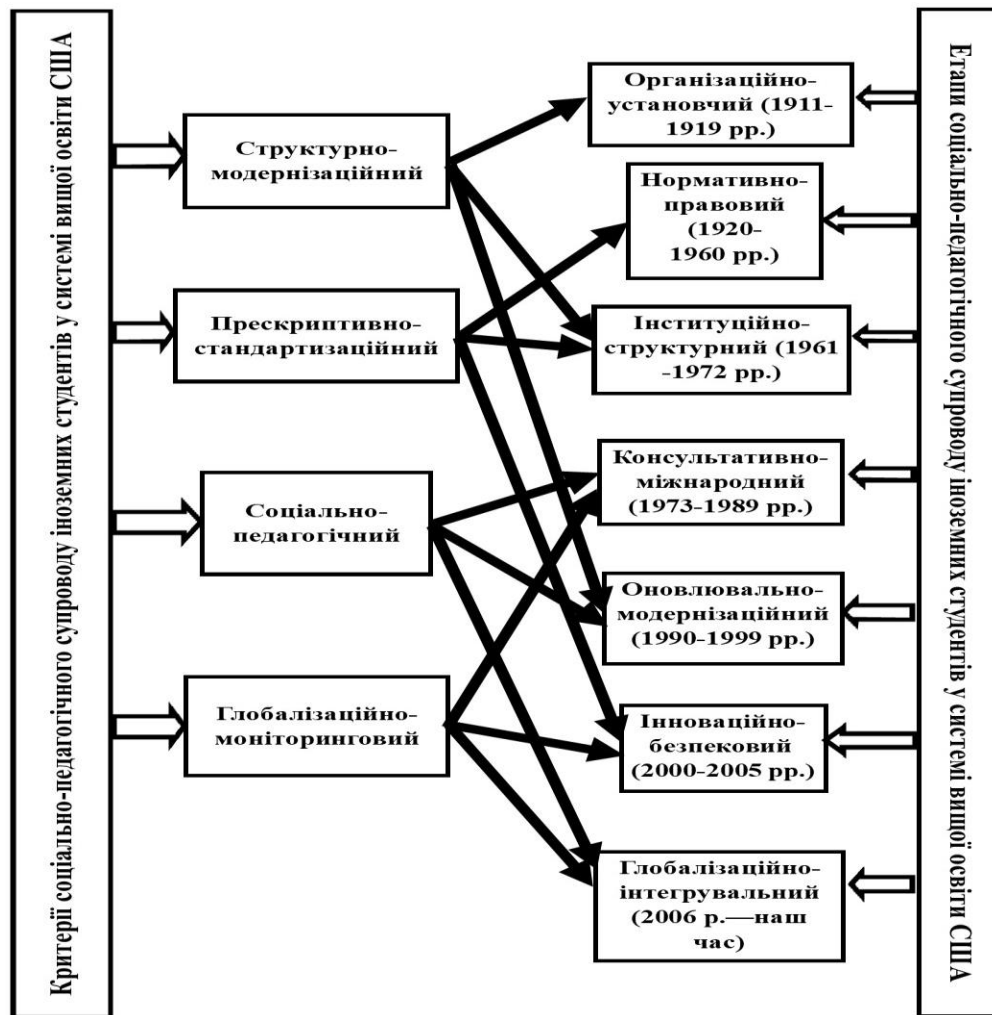 Критерії соціально-педагогічного супроводу іноземних студентів у системі вищої освіти США
Структурно-
модернізаційний
Прескриптивно-
стандартизаційний
Соціально-
педагогічний
Глобалізаційно-
моніторинговий
Організаційно-
установчий (1911-
1919 рр.)
Нормативно-
правовий
(1920-
1960 рр.)
Інституційно-
структурний (1961
-1972 рр.)
Консультативно-
міжнародний
(1973-1989 рр.)
Оновлювально-
модернізаційний
(1990-1999 рр.)
Інноваційно-
безпековий
(2000-2005 рр.)
Глобалізаційно-
інтегрувальний
(2006 р.—наш
час)
Етапи соціально-педагогічного супроводу іноземних студентів у системі вищої освіти США